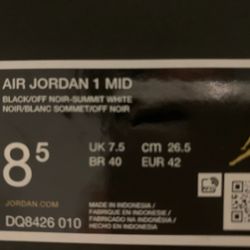 AIR JORDAN 1 MID
BLACK/OFF NOIR-SUMMIT WHITE
NOIR/BLANC SOMMET/OFF NOIR
8 5
UK 7.5 cm 26.5
BR 40 EUR 42
JORDAN.COM
DQ8426 010
MADE IN INDONESIA /
FABRIQUÉ EN INDONESIE /
FABRICADO NA INDONÉSIA /
HECHO EN INDONESIA